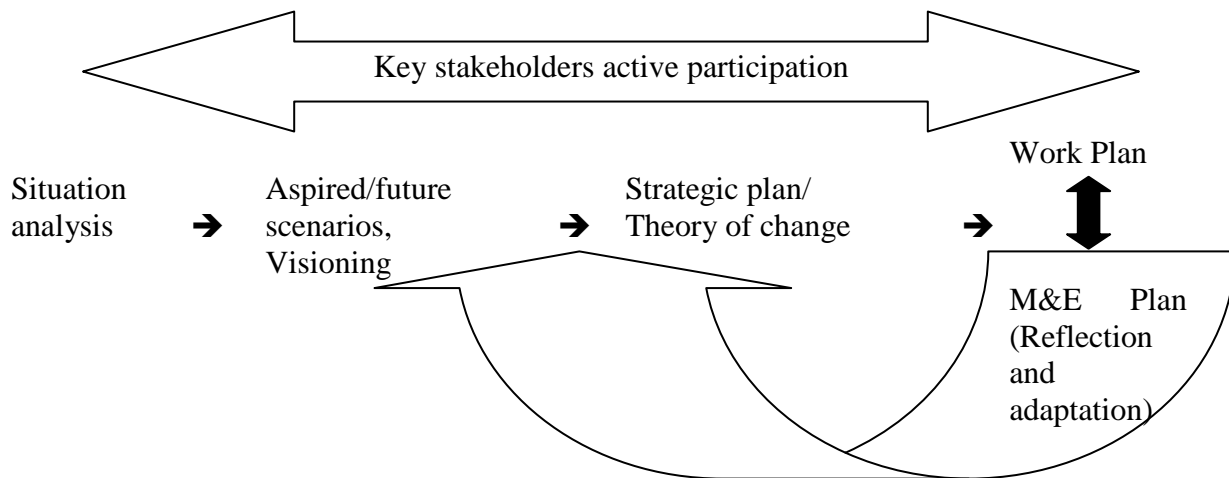 Key stakeholders active participation
Situation
analysis
Aspired/future
scenarios,
Visioning
Strategic plan/
Theory of change
Work Plan
M&E Plan
(Reflection
and
adaptation)